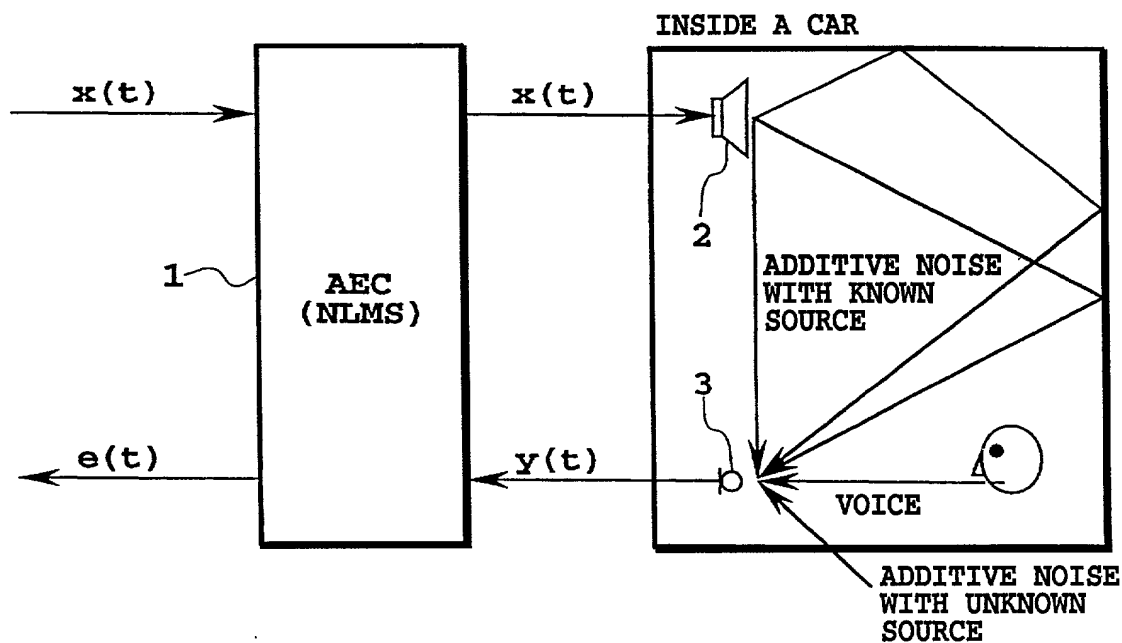 INSIDE A CAR
x(t)
x(t)
2
1
AEC
(NLMS)
ADDITIVE NOISE
WITH KNOWN
SOURCE
3
e(t)
y(t)
VOICE
ADDITIVE NOISE
WITH UNKNOWN
SOURCE